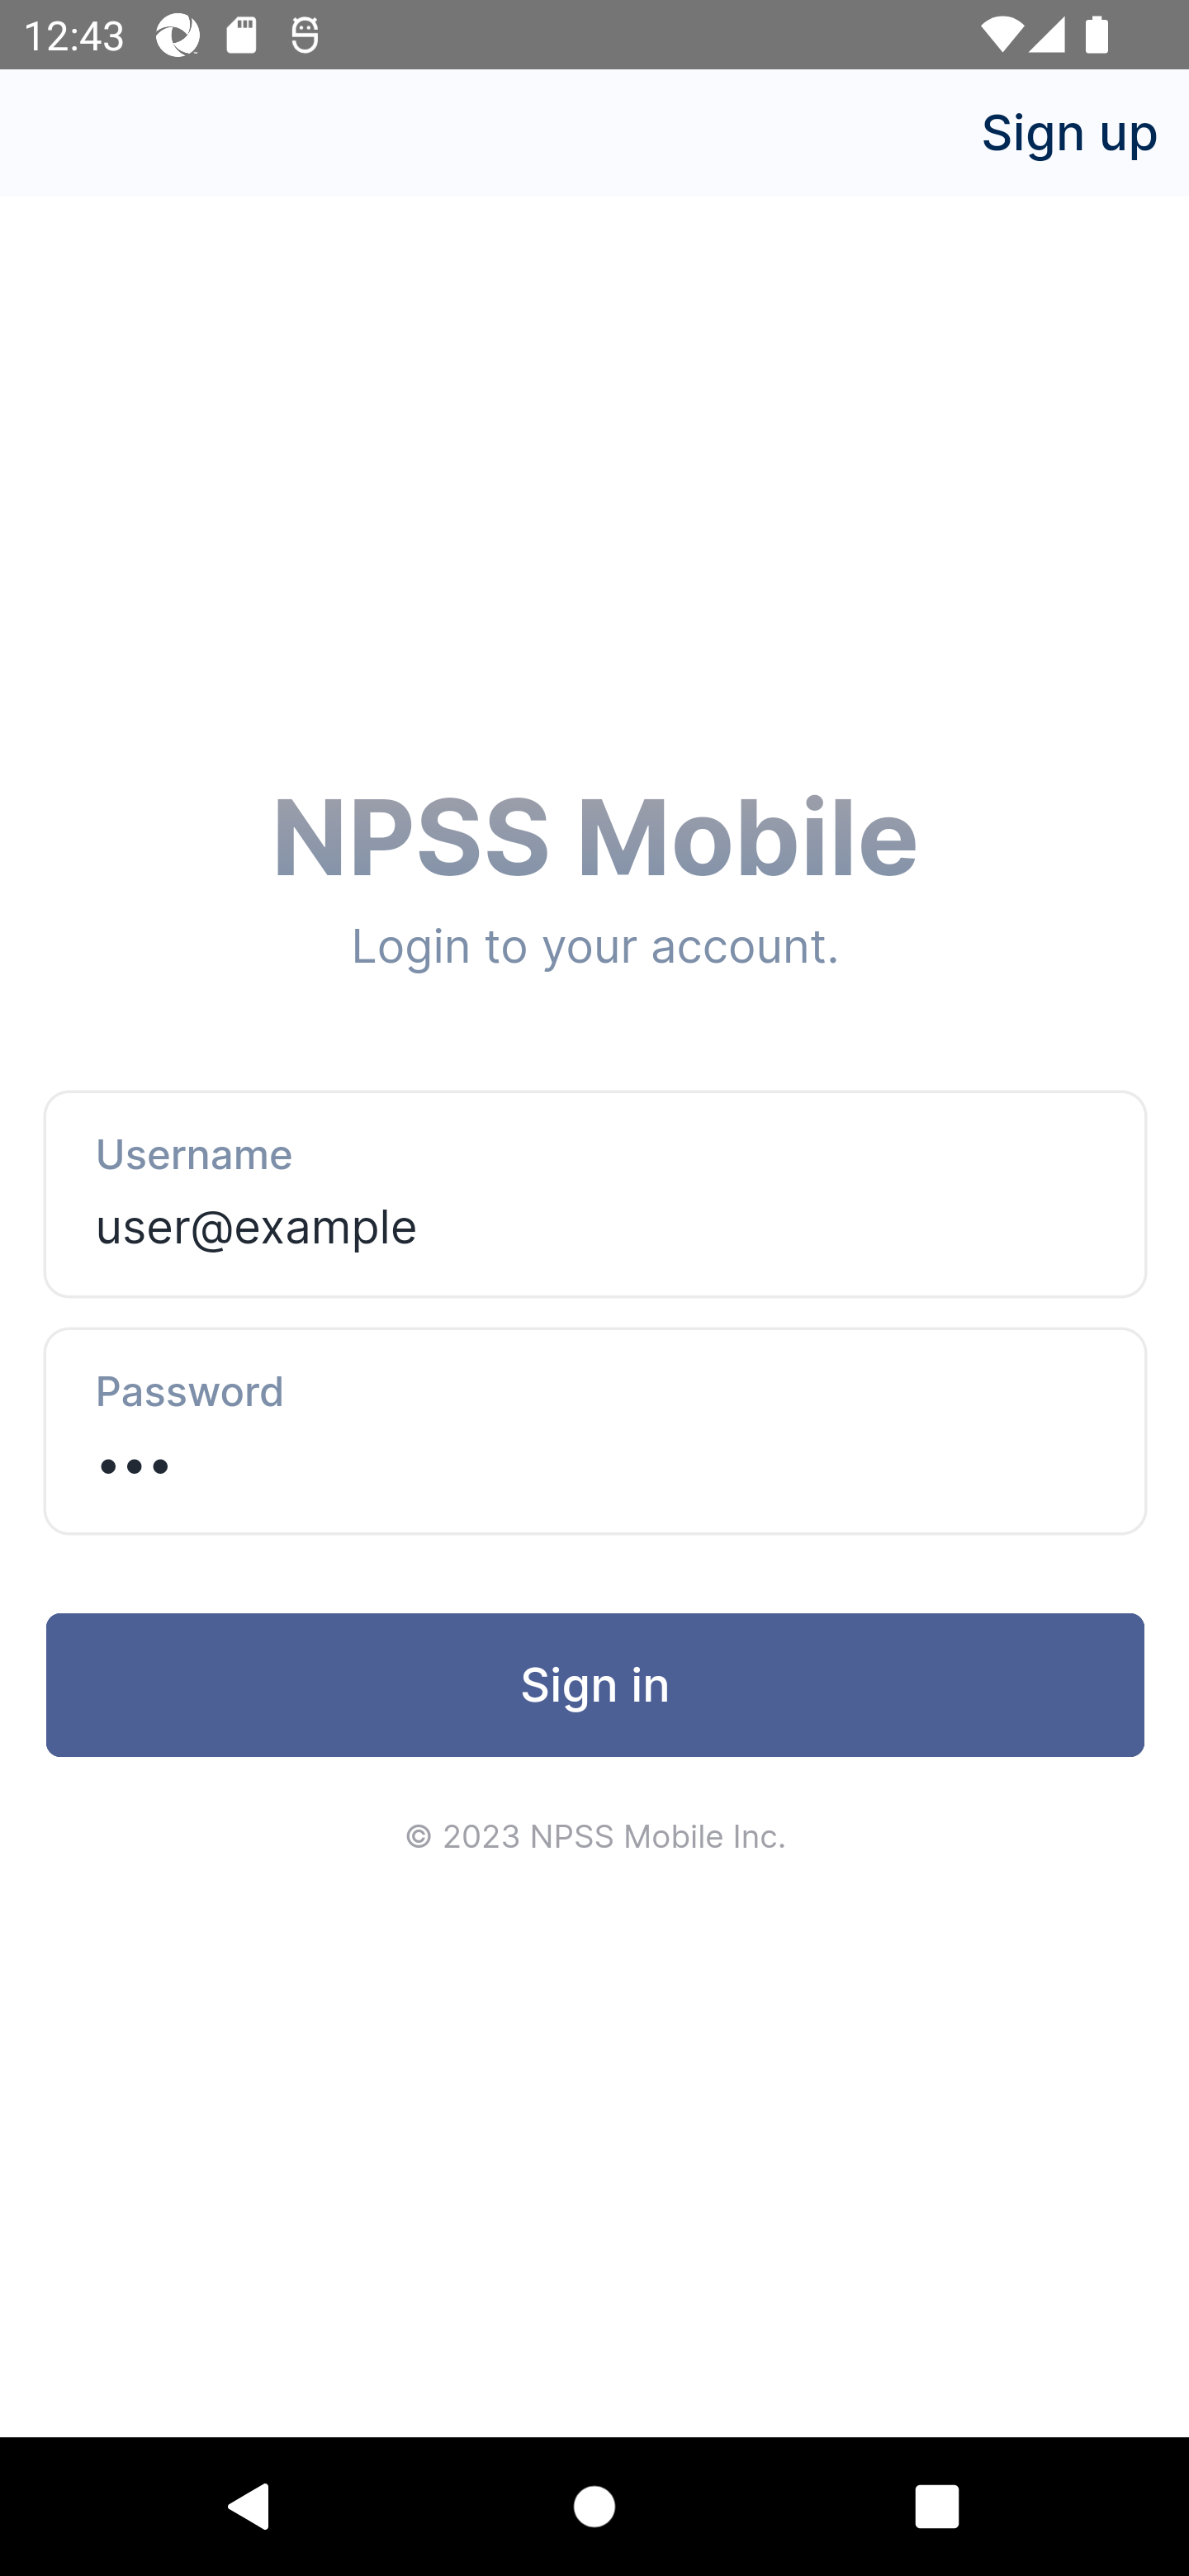 12:43
Sign up
NPSS Mobile
Login to your account.
Username
user@example
Password
•••
Sign in
© 2023 NPSS Mobile Inc.